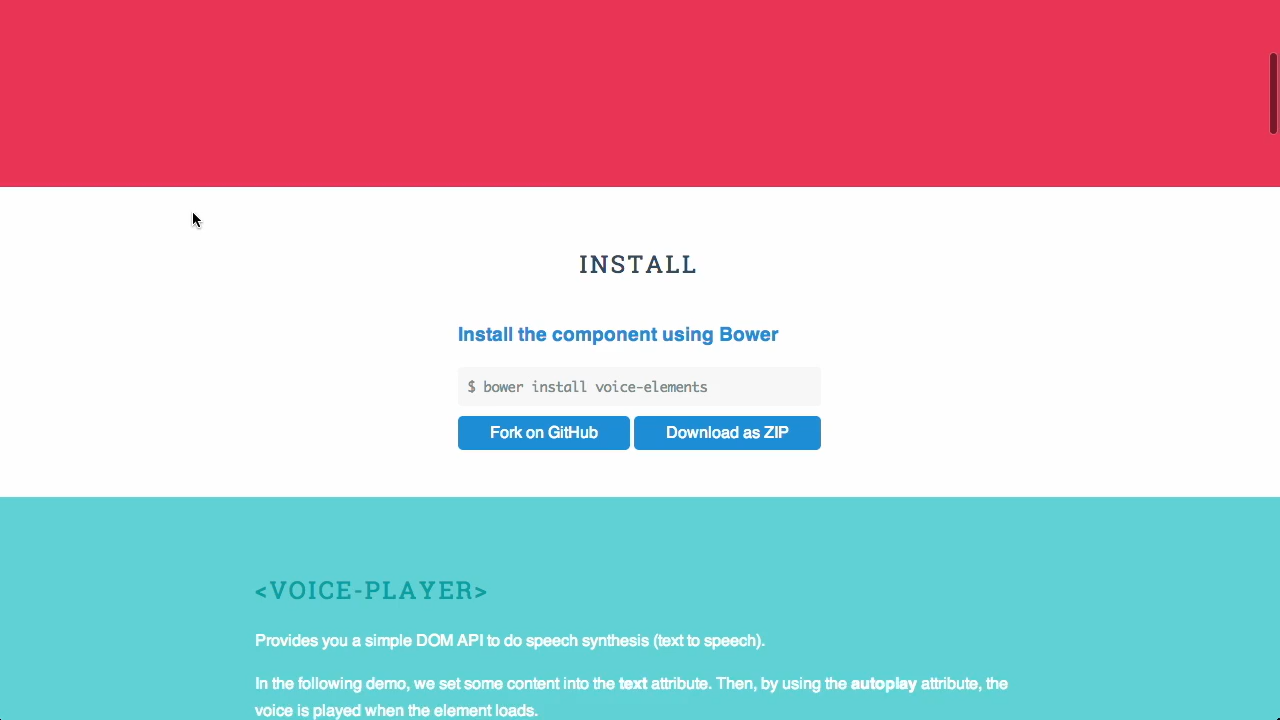 INSTALL
Install the component using Bower
$ bower install voice-elements
Fork on GitHub
Download as ZIP
<VOICE-PLAYER>
Provides you a simple DOM API to do speech synthesis (text to speech).
In the following demo, we set some content into the text attribute. Then, by using the autoplay attribute, the
voice is played when the element loads.